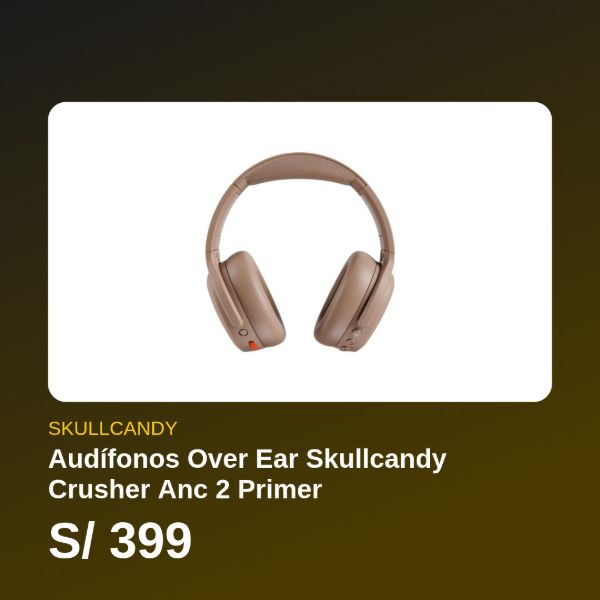 SKULLCANDY
Audífonos Over Ear Skullcandy
Crusher Anc 2 Primer
S/ 399